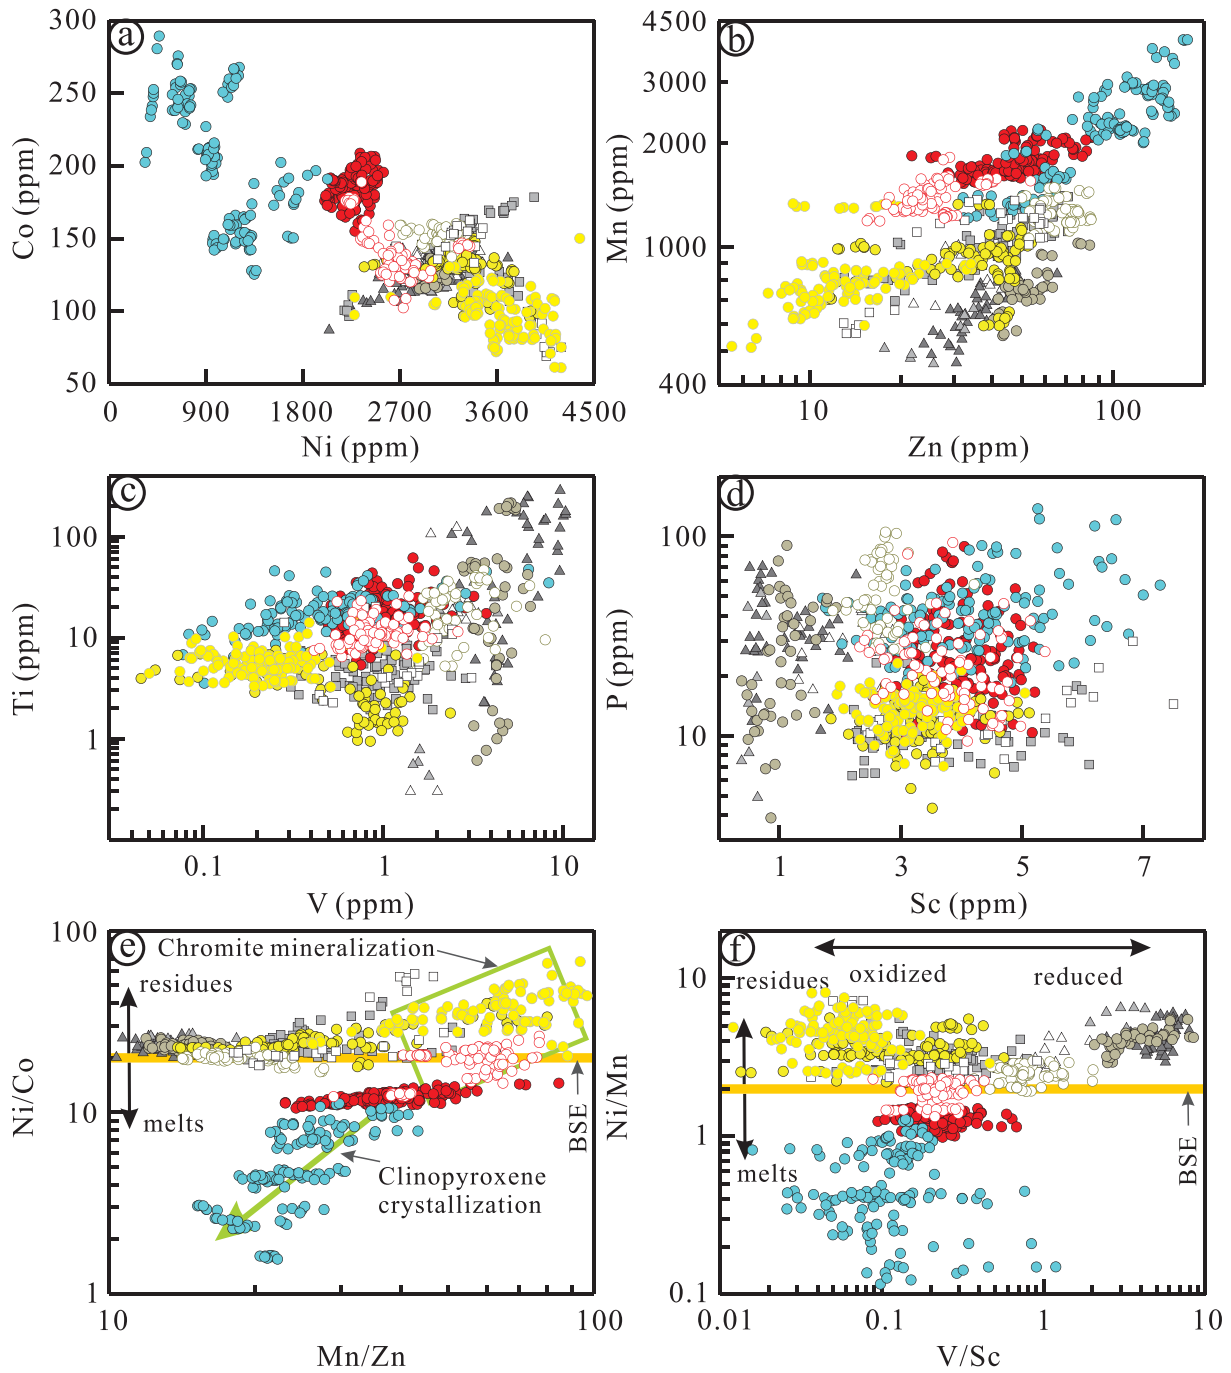 a
300
250
200
150
100
50
Co (ppm)
0
900
1800
2700
3600
4500
Ni (ppm)
b
4500
3000
2000
1000
400
Mn (ppm)
10
100
Zn (ppm)
c
100
10
1
Ti (ppm)
0.1
1
10
V (ppm)
d
100
10
P (ppm)
1
3
5
7
Sc (ppm)
e
100
10
1
Ni/Co
Chromite mineralization
residues
melts
BSE
Clinopyroxene
crystallization
10
100
Mn/Zn
f
10
1
0.1
Ni/Mn
residues
oxidized
reduced
melts
BSE
0.01
0.1
1
10
V/Sc